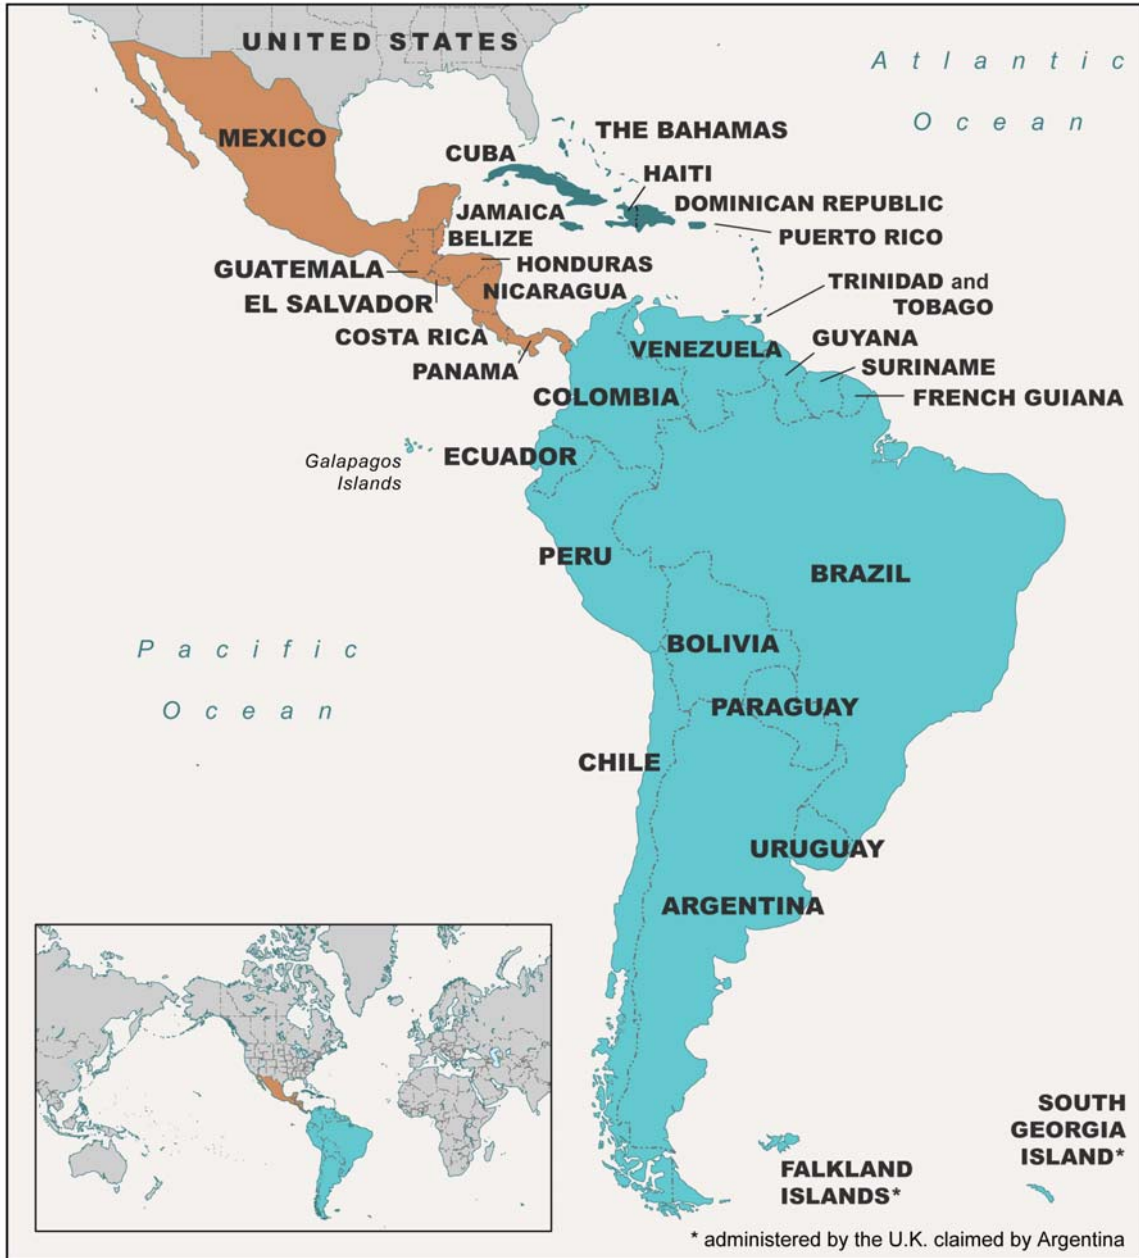 UNITED STATES
Atlantic
Ocean
MEXICO
THE BAHAMAS
CUBA
HAITI
DOMINICAN REPUBLIC
JAMAICA
PUERTO RICO
BELIZE
GUATEMALA
HONDURAS
EL SALVADOR
NICARAGUA
TRINIDAD and
TOBAGO
COSTA RICA
GUYANA
VENEZUELA
PANAMA
SURINAME
COLOMBIA
FRENCH GUIANA
Galapagos
Islands
ECUADOR
PERU
BRAZIL
Pacific
Ocean
BOLIVIA
PARAGUAY
CHILE
URUGUAY
ARGENTINA
SOUTH
GEORGIA
ISLAND*
FALKLAND
ISLANDS*
* administered by the U.K. claimed by Argentina